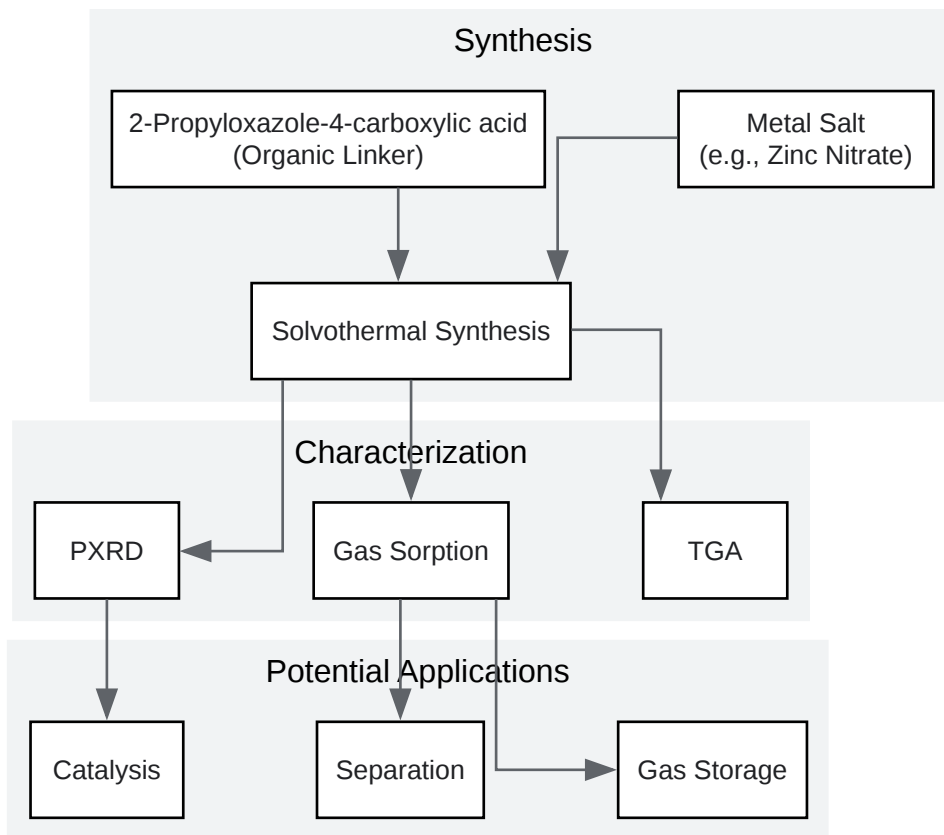 Synthesis
2-Propyloxazole-4-carboxylic acid
(Organic Linker)
Metal Salt
(e.g., Zinc Nitrate)
Solvothermal Synthesis
Characterization
PXRD
Gas Sorption
TGA
Potential Applications
Catalysis
Separation
Gas Storage